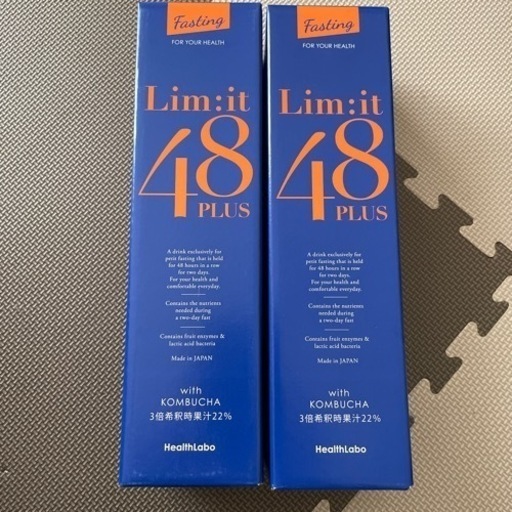 Fasting
FOR YOUR HEALTH
Lim:it
48
PLUS
A drink exclusively for
petit fasting that is held
for 48 hours in a row
for two days.
For your health and
comfortable everyday.
Contains the nutrients
needed during
a two-day fast
Contains fruit enzymes &
lactic acid bacteria
Made in JAPAN
with
KOMBUCHA
3倍希釈時果汁22%
HealthLabo
Fasting
FOR YOUR HEALTH
Lim:it
48
PLUS
A drink exclusively for
petit fasting that is held
for 48 hours in a row
for two days.
For your health and
comfortable everyday.
Contains the nutrients
needed during
a two-day fast
Contains fruit enzymes &
lactic acid bacteria
Made in JAPAN
with
KOMBUCHA
3倍希釈時果汁22%
HealthLabo